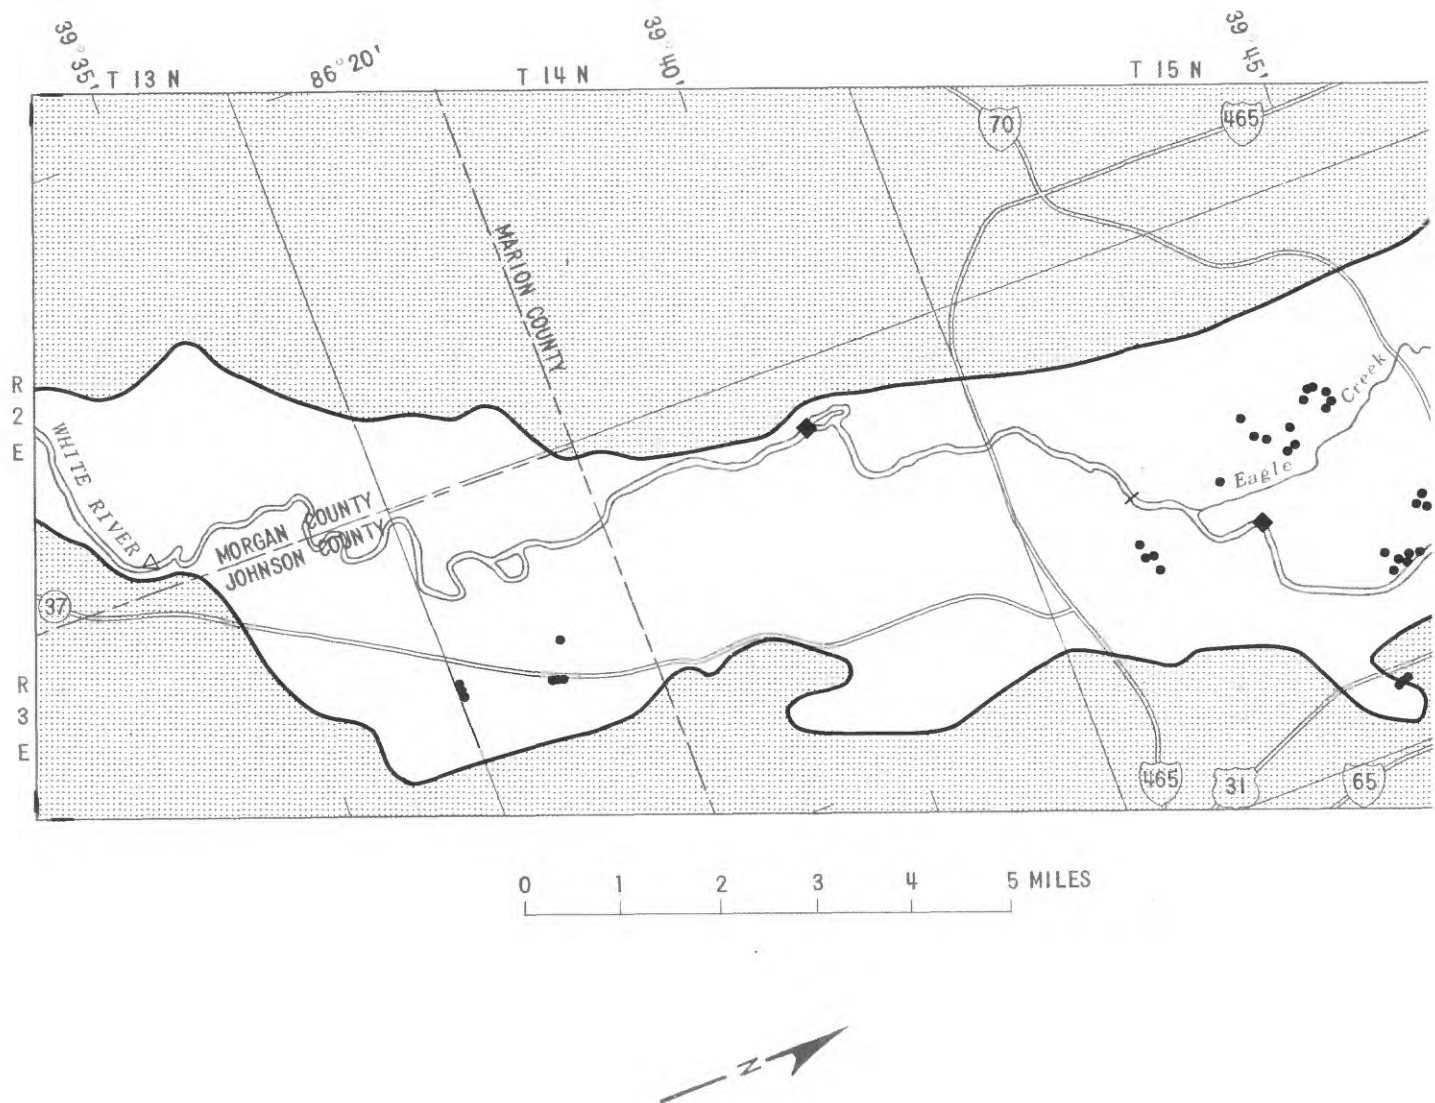 39°35'
T 13 N
86°20'
T 14 N
39°40'
T 15 N
39°45'
70
465
MARION COUNTY
R
2
E
WHITE RIVER
Creek
Eagle
MORGAN COUNTY
JOHNSON COUNTY
37
R
3
E
465
31
65
0 1 2 3 4 5 MILES
N